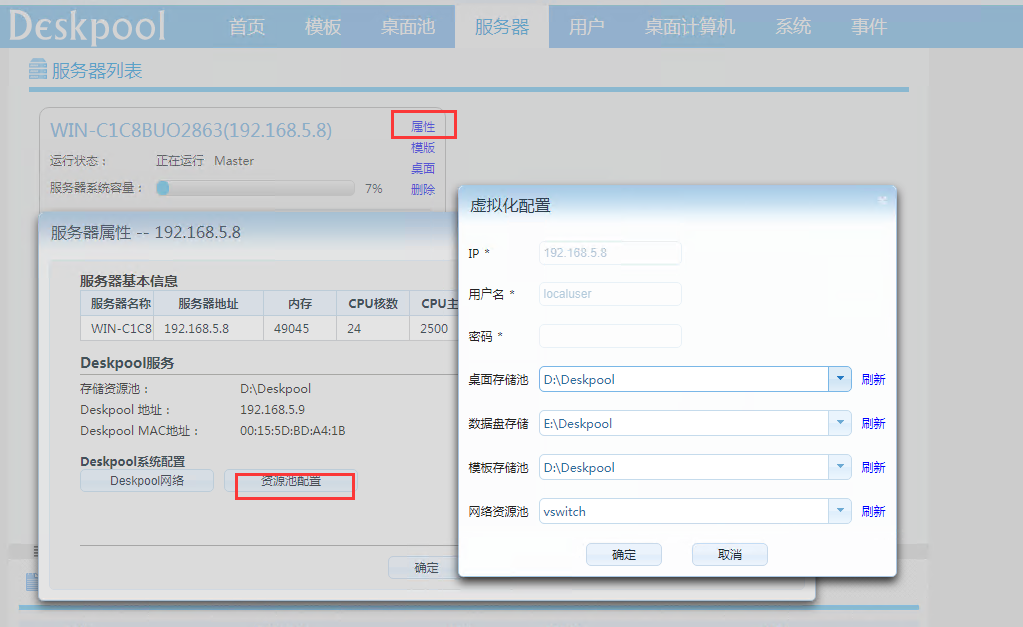 Deskpool 首页 模板 桌面池 服务器 用户 桌面计算机 系统 事件
服务器列表
WIN-C1C8BUO2863(192.168.5.8) 属性
模版
运行状态： 正在运行 Master
桌面
服务器系统容量： 7% 删除
服务器属性 -- 192.168.5.8
服务器基本信息
服务器名称 服务器地址 内存 CPU核数 CPU主
WIN-C1C8 192.168.5.8 49045 24 2500
Deskpool服务
存储资源池： D:\Deskpool
Deskpool 地址： 192.168.5.9
Deskpool MAC地址： 00:15:5D:BD:A4:1B
Deskpool系统配置
Deskpool网络 资源池配置
确定
虚拟化配置
IP * 192.168.5.8
用户名 * localuser
密码 *
桌面存储池 D:\Deskpool 刷新
数据盘存储 E:\Deskpool 刷新
模板存储池 D:\Deskpool 刷新
网络资源池 vswitch 刷新
确定 取消